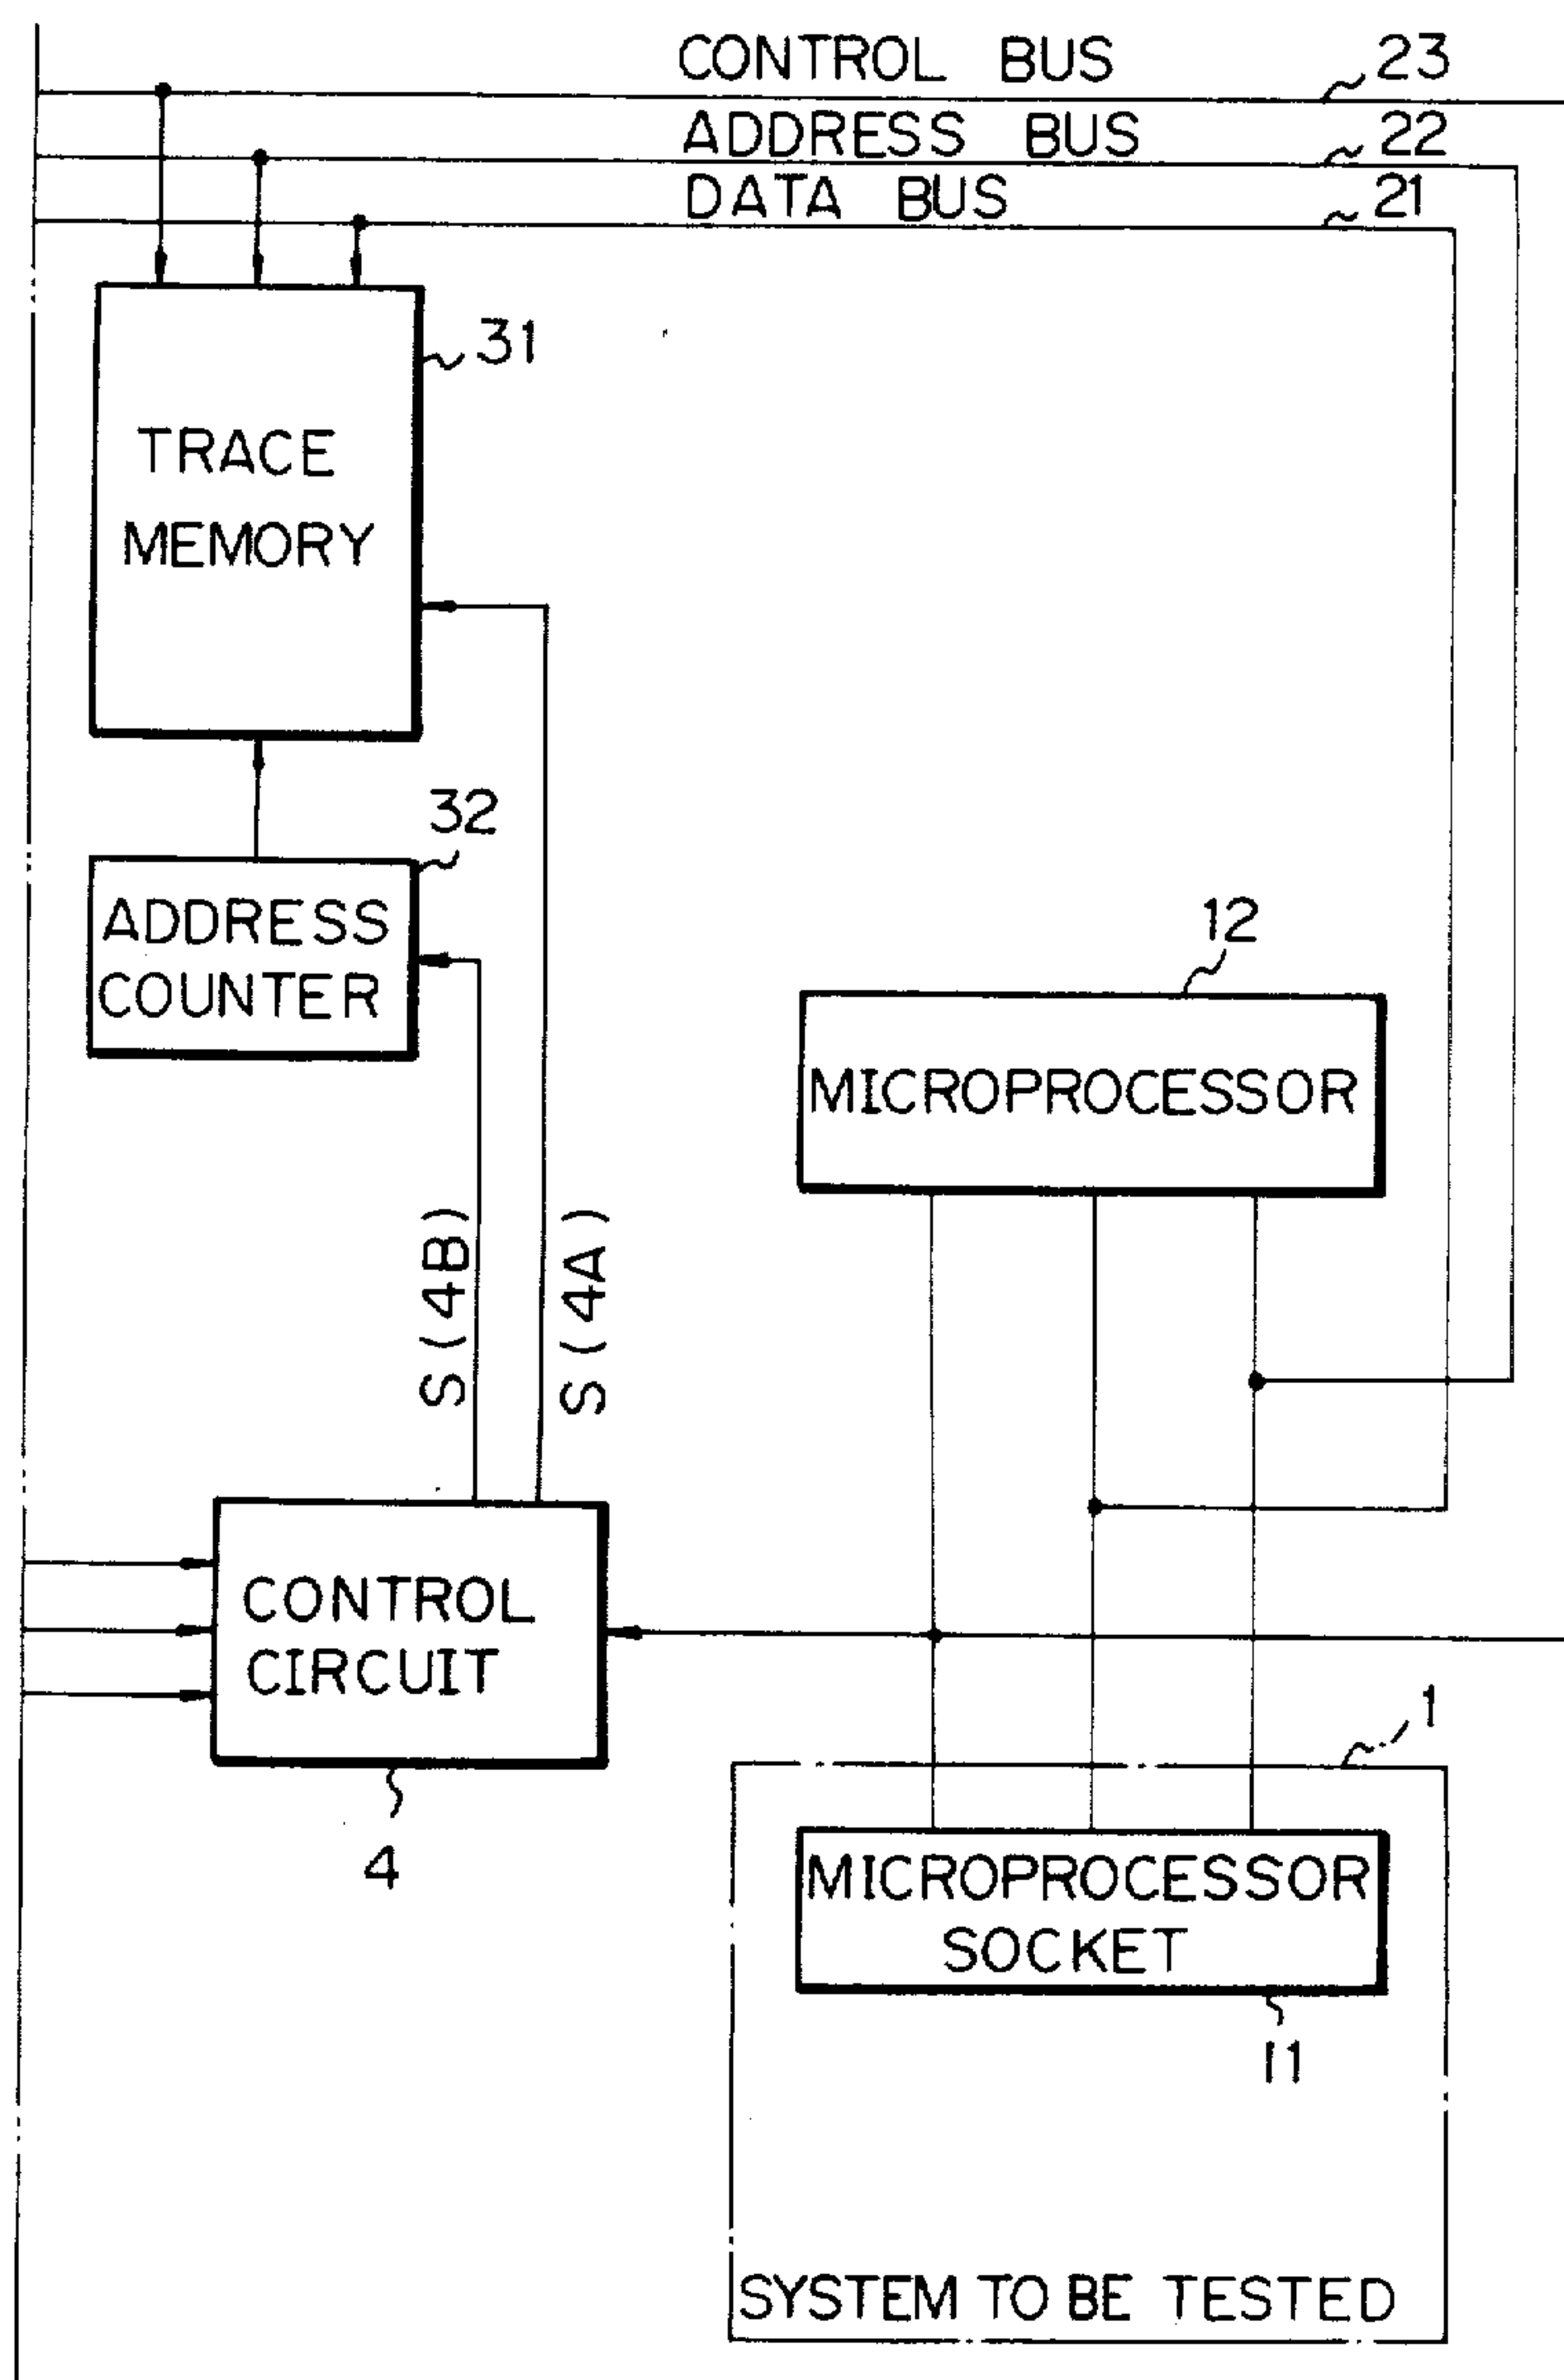 CONTROL BUS 23
ADDRESS BUS 22
DATA BUS 21
31
TRACE
MEMORY
32
ADDRESS
COUNTER
12
MICROPROCESSOR
S (4B)
S (4A)
CONTROL
CIRCUIT
4
1
MICROPROCESSOR
SOCKET
11
SYSTEM TO BE TESTED